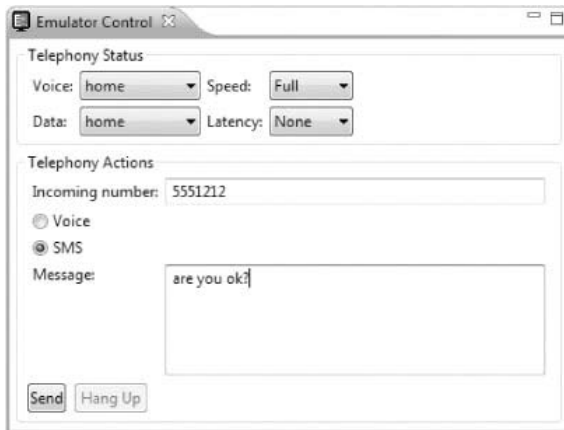 Emulator Control
Telephony Status
Voice: home Speed: Full
Data: home Latency: None
Telephony Actions
Incoming number: 5551212
Voice
SMS
Message: are you ok?
Send Hang Up